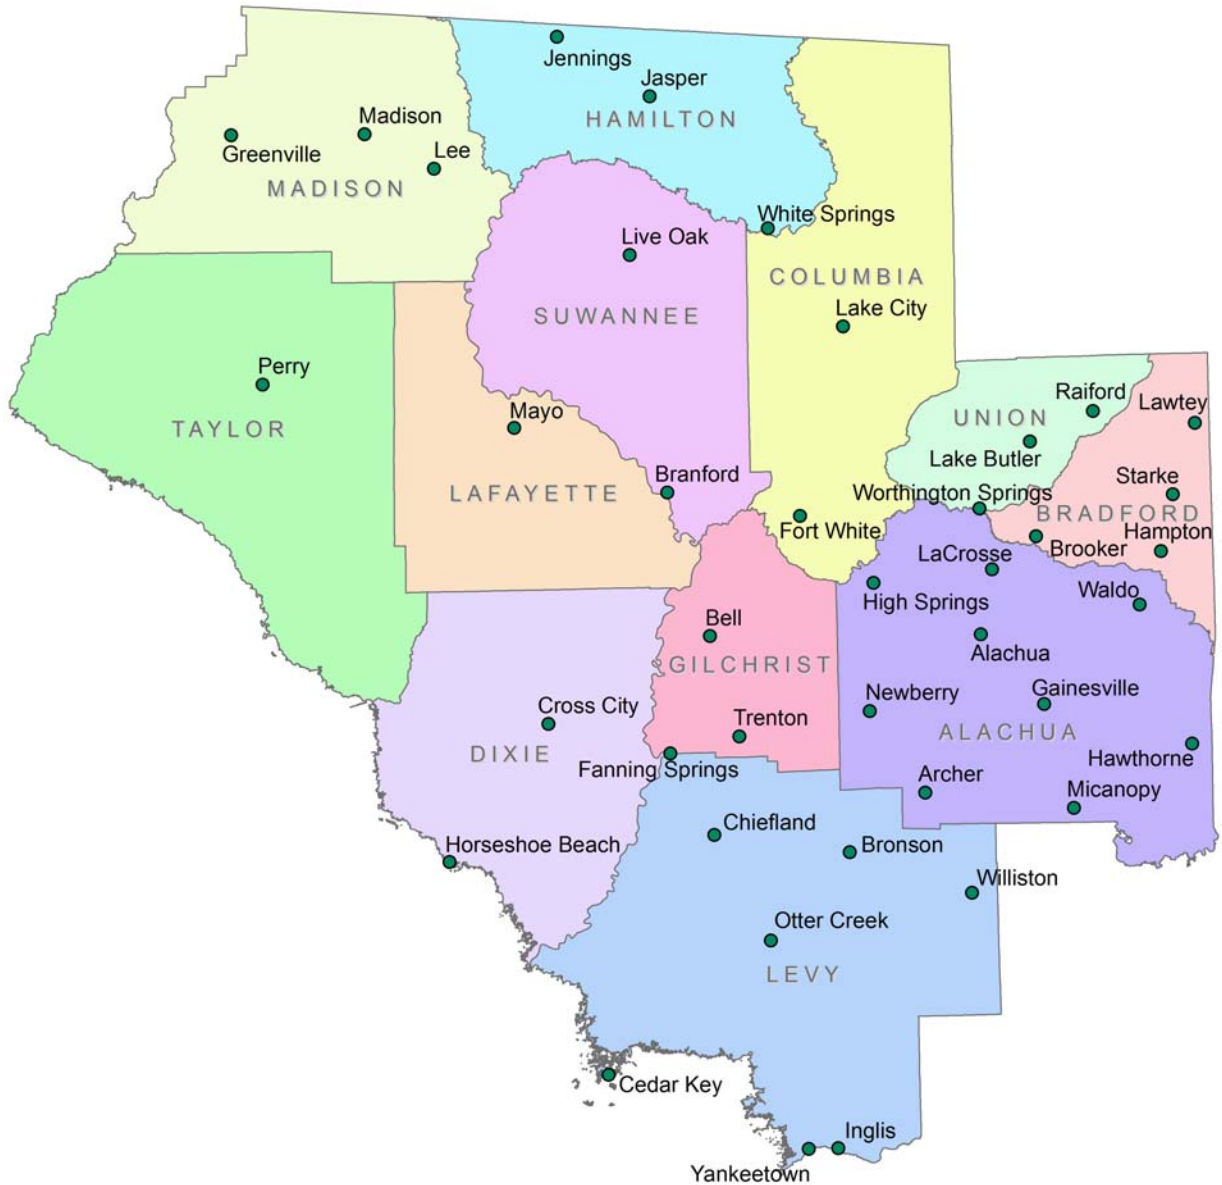 Jennings
Jasper
HAMILTON
Madison
Greenville
Lee
MADISON
White Springs
Live Oak
COLUMBIA
Lake City
SUWANNEE
Perry
TAYLOR
Mayo
LAFAYETTE
Branford
Raiford
Lawtey
UNION
Lake Butler
Starke
Worthington Springs
BRADFORD
Fort White
Hampton
Brooker
LaCrosse
Waldo
High Springs
Bell
Alachua
GILCHRIST
Newberry
Gainesville
Cross City
Trenton
ALACHUA
DIXIE
Hawthorne
Fanning Springs
Archer
Micanopy
Chiefland
Horseshoe Beach
Bronson
Williston
Otter Creek
LEVY
Cedar Key
Inglis
Yankeetown